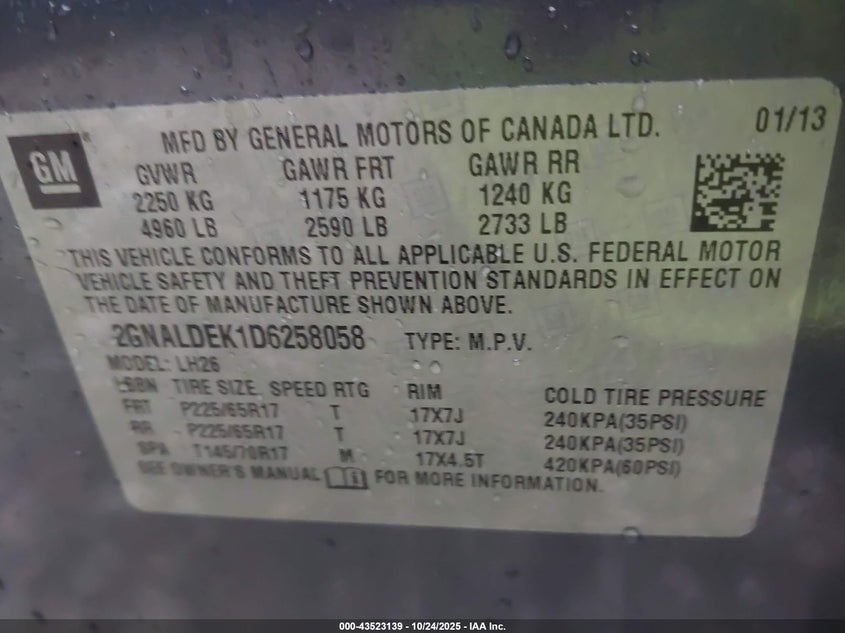 GM®
MFD BY GENERAL MOTORS OF CANADA LTD. 01/13
GVWR GAWR FRT GAWR RR
2250 KG 1175 KG 1240 KG
4960 LB 2590 LB 2733 LB
THIS VEHICLE CONFORMS TO ALL APPLICABLE U.S. FEDERAL MOTOR
VEHICLE SAFETY AND THEFT PREVENTION STANDARDS IN EFFECT ON
THE DATE OF MANUFACTURE SHOWN ABOVE.
2GNALDEK1D6258058 TYPE: M.P.V.
MODEL: LH26
TIRE SIZE SPEED RTG RIM COLD TIRE PRESSURE
FRT P225/65R17 T 17X7J 240KPA(35PSI)
RR P225/65R17 T 17X7J 240KPA(35PSI)
SPA T145/70R17 M 17X4.5T 420KPA(60PSI)
SEE OWNER'S MANUAL FOR MORE INFORMATION.
000-43523139 - 10/24/2025 - IAA Inc.